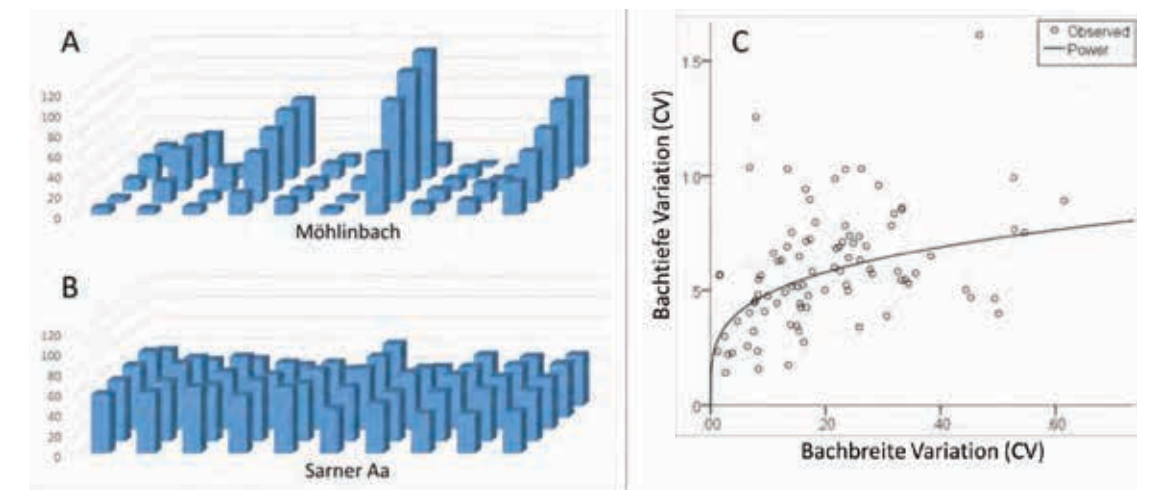 A
120
100
80
60
40
20
0
Möhlinbach
B
120
100
80
60
40
20
0
Sarner Aa
C
Observed
Power
Bachtiefe Variation (CV)
1.5
1.0
.5
0
.00
.20
.40
.60
Bachbreite Variation (CV)